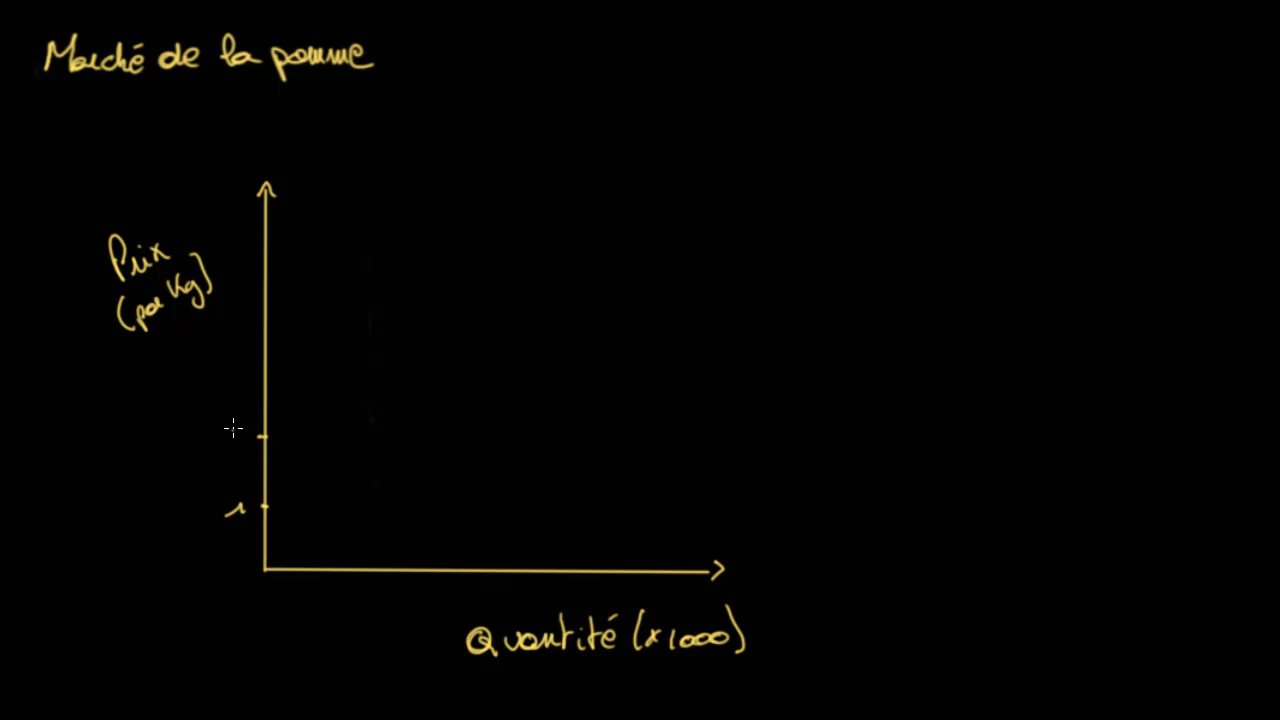 Marché de la pomme
Prix
(par Kg)
1
Quantité (x1000)